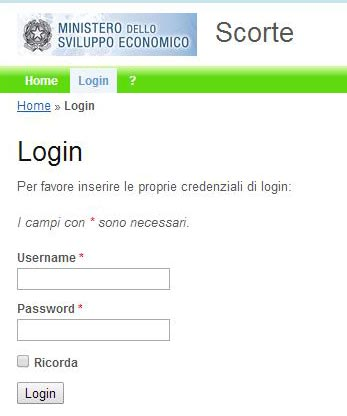 MINISTERO DELLO
SVILUPPO ECONOMICO
Scorte
Home Login ?
Home » Login
Login
Per favore inserire le proprie credenziali di login:
I campi con * sono necessari.
Username *
Password *
Ricorda
Login